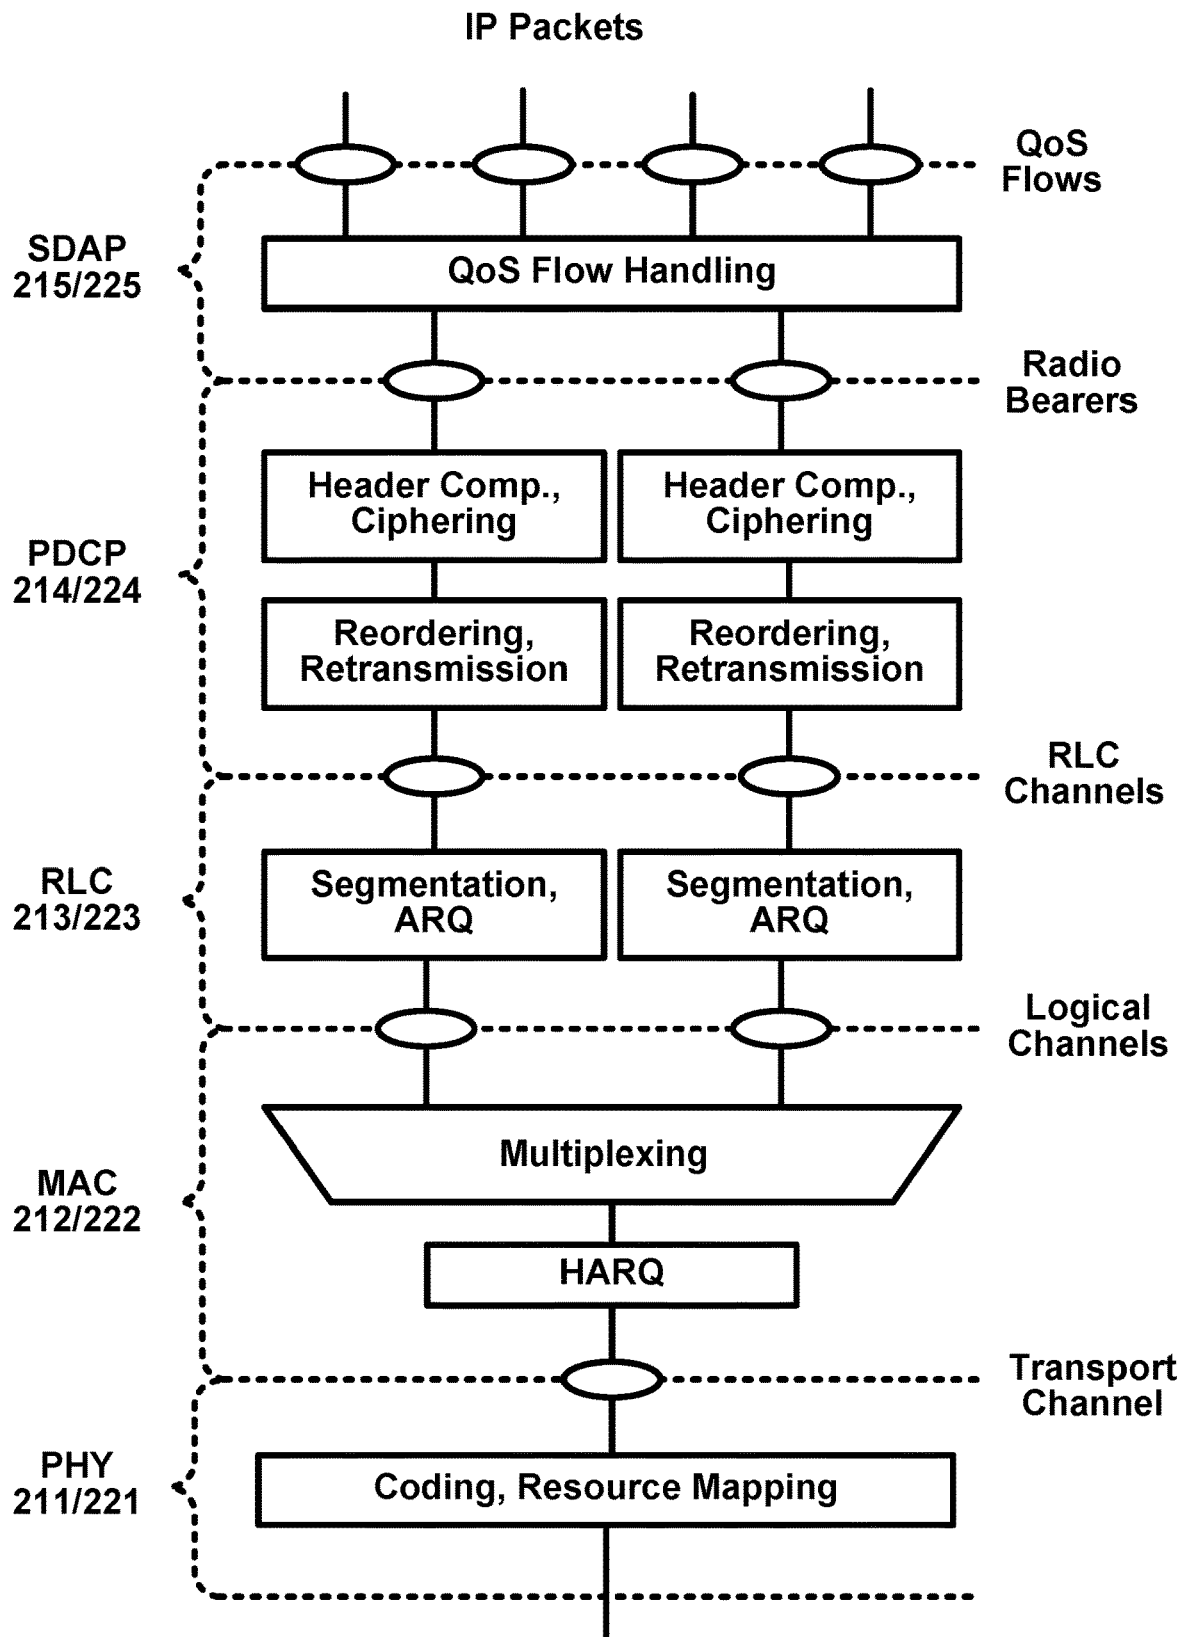 IP Packets
QoS
Flows
SDAP
215/225
QoS Flow Handling
Radio
Bearers
Header Comp.,
Ciphering
Header Comp.,
Ciphering
PDCP
214/224
Reordering,
Retransmission
Reordering,
Retransmission
RLC
Channels
RLC
213/223
Segmentation,
ARQ
Segmentation,
ARQ
Logical
Channels
Multiplexing
MAC
212/222
HARQ
Transport
Channel
PHY
211/221
Coding, Resource Mapping